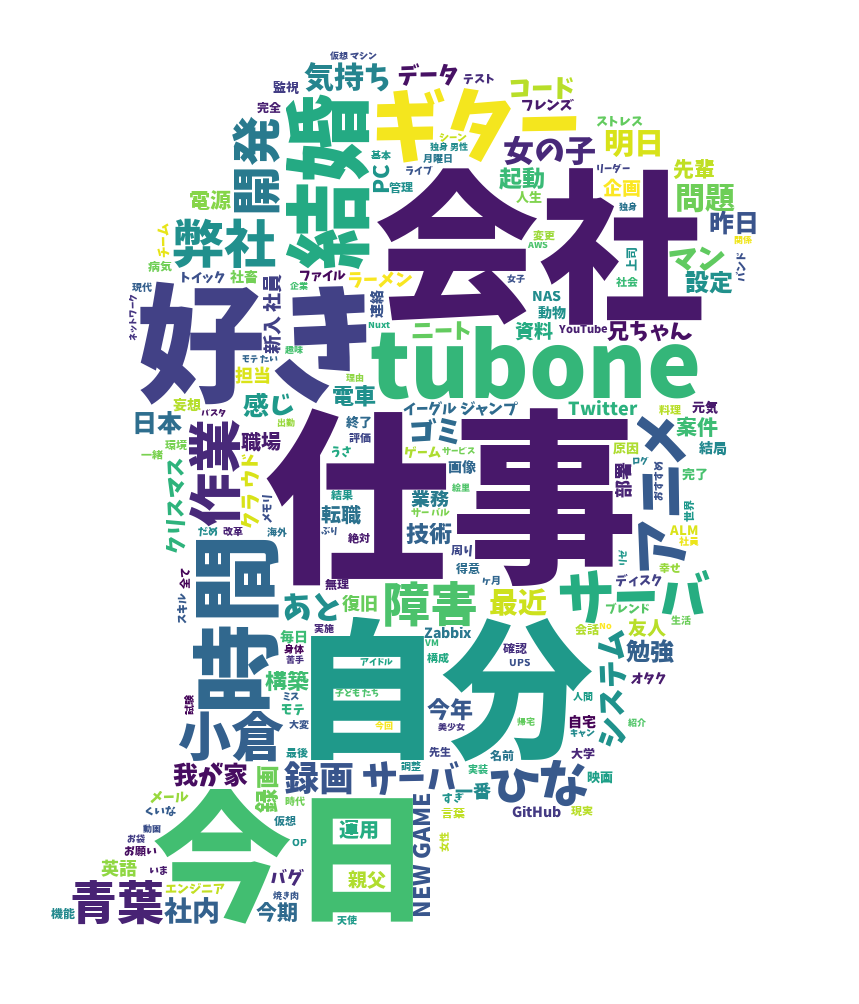 仮想 マシン
気持ち
データ
テスト
監視
コード
完全
フレンズ
ギター
ストレス
開発
結婚
シーン
独身 男性
女の子
明日
基本
月曜日
ライブ
リーダー
先輩
PC
管理
起動
人生
企画
独身
問題
電源
会社
昨日
弊社
チーム
変更
AWS
関係
マン
上司
バンド
病気
トイック
社畜
ファイル
ラーメン
女子
社会
設定
現代
企業
新入 社員
連絡
NAS
動物
ネットワーク
好き
Nuxt
資料
YouTube
兄ちゃん
ニート
tubone
モテ たい
趣味
理由
担当
電車
妄想
バスタ
感じ
イーグル ジャンプ
Twitter
料理
元気
日本
出勤
終了
ゴミ
案件
作業
職場
評価
仕事
アニメ
環境
一緒
うさ
ゲーム
サービス
原因
結局
クリスマス
クラウド
メモリ
画像
部署
ログ
おすすめ
完了
結果
絵里
業務
サーバル
世界
転職
だめ
改革
海外
ぶり
絶対
技術
周り
ALM
社員
時間
得意
幸せ
スキル
全て
無理
ヶ月
ディスク
サーバ
あと
復旧
障害
最近
ブレンド
生活
実施
毎日
Zabbix
会話
No
友人
VM
自分
身体
苦手
アイドル
構成
確認
UPS
勉強
システム
オタク
構築
試験
ミス
モテ
子ども たち
人間
小倉
大変
今年
美少女
今回
帰宅
自宅
キャン
紹介
最後
先生
名前
大学
我が家
録画
録画 サーバ
調整
実装
一番
ひな
映画
メール
時代
すぎ
GitHub
現実
くいな
今日
仮想
運用
NEW GAME
言葉
動画
お袋
OP
女性
お願い
英語
いま
バグ
親父
エンジニア
焼き肉
機能
青葉
社内
今期
天使